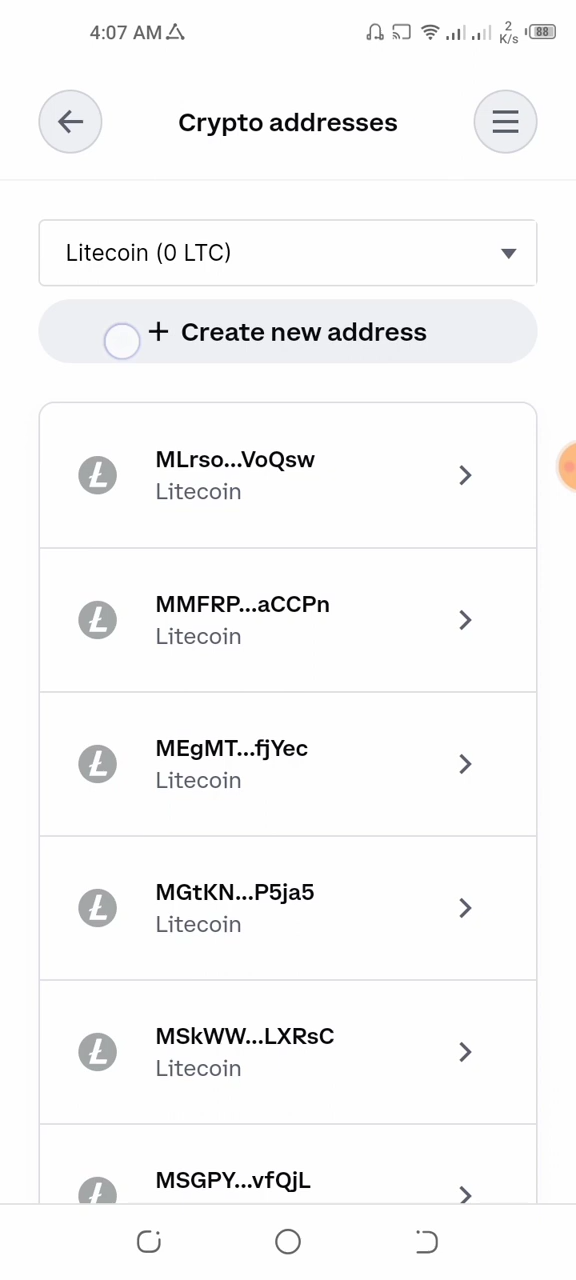 4:07 AM
2
K/s
88
Crypto addresses
Litecoin (0 LTC)
+ Create new address
MLrso...VoQsw
Litecoin
MMFRP...aCCPn
Litecoin
MEgMT...fjYec
Litecoin
MGtKN...P5ja5
Litecoin
MSkWW...LXRsC
Litecoin
MSGPY...vfQjL